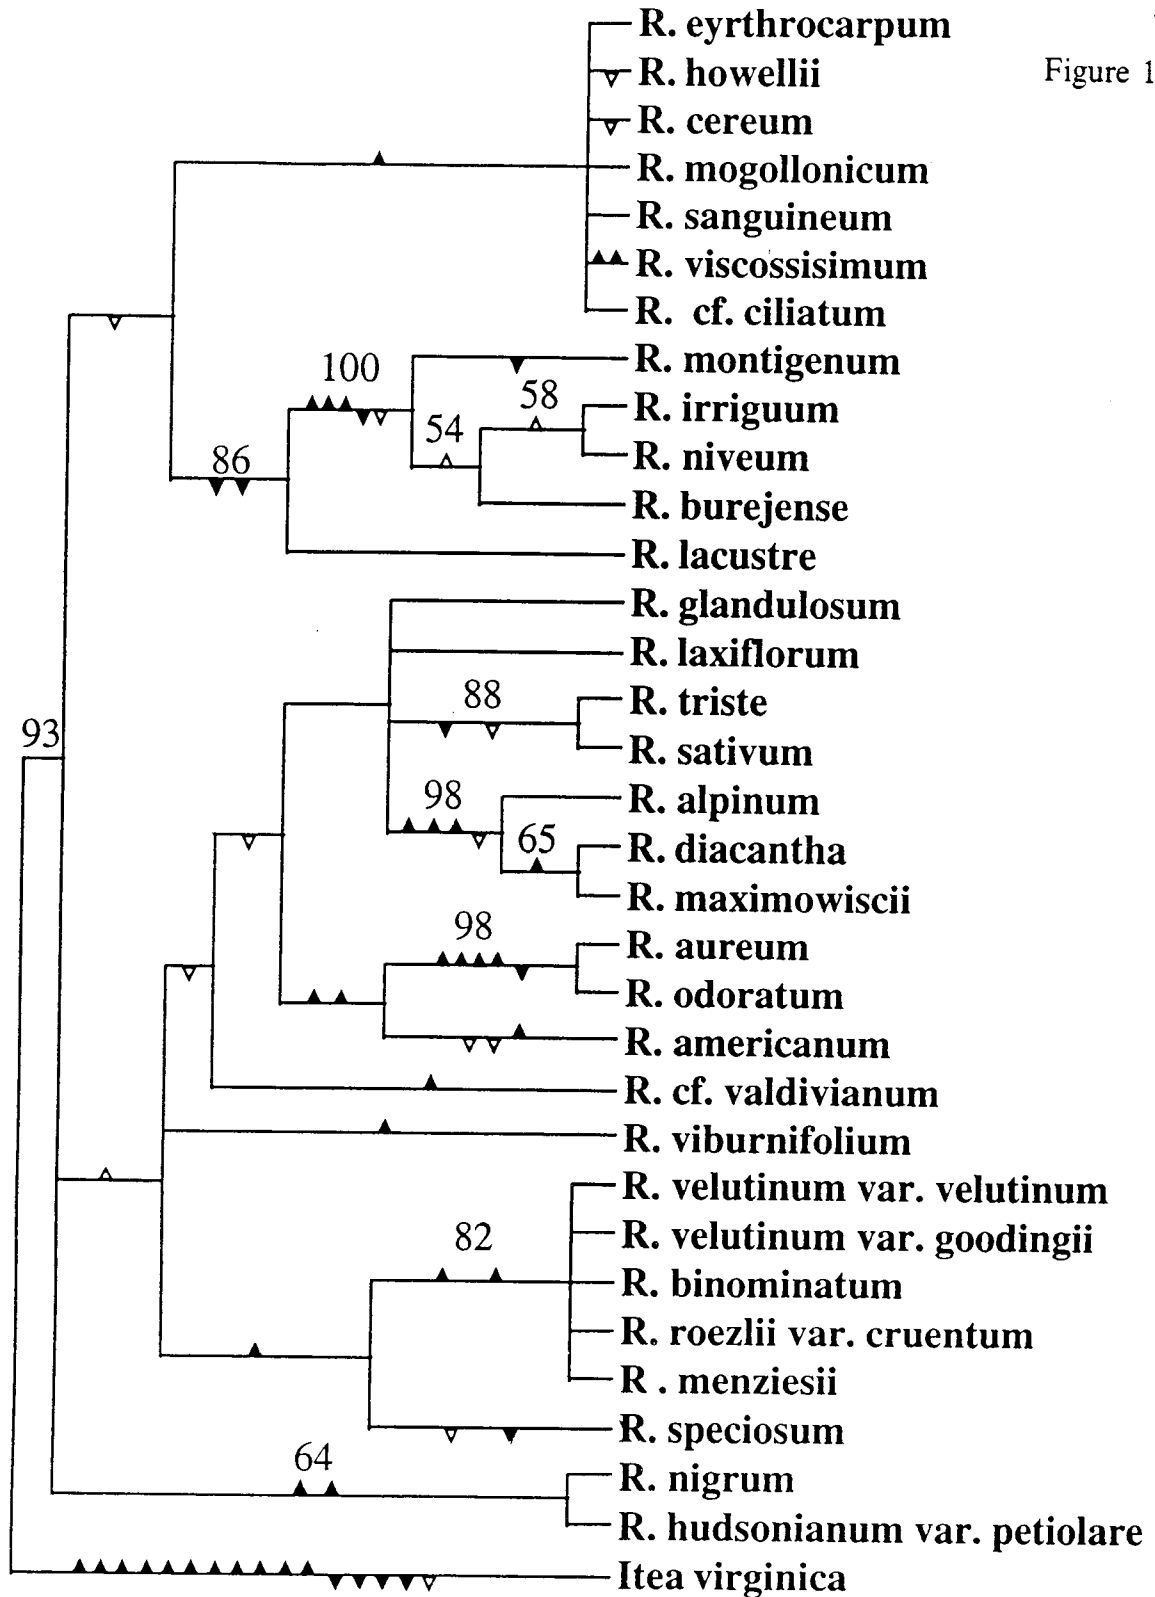 R. eyrthrocarpum
Figure 1
R. howellii
R. cereum
R. mogollonicum
R. sanguineum
R. viscossisimum
R. cf. ciliatum
R. montigenum
100
58
R. irriguum
54
R. niveum
86
R. burejense
R. lacustre
R. glandulosum
R. laxiflorum
88
R. triste
93
R. sativum
98
R. alpinum
65
R. diacantha
R. maximowiscii
98
R. aureum
R. odoratum
R. americanum
R. cf. valdivianum
R. viburnifolium
R. velutinum var. velutinum
82
R. velutinum var. goodingii
R. binominatum
R. roezlii var. cruentum
R . menziesii
R. speciosum
64
R. nigrum
R. hudsonianum var. petiolare
Itea virginica